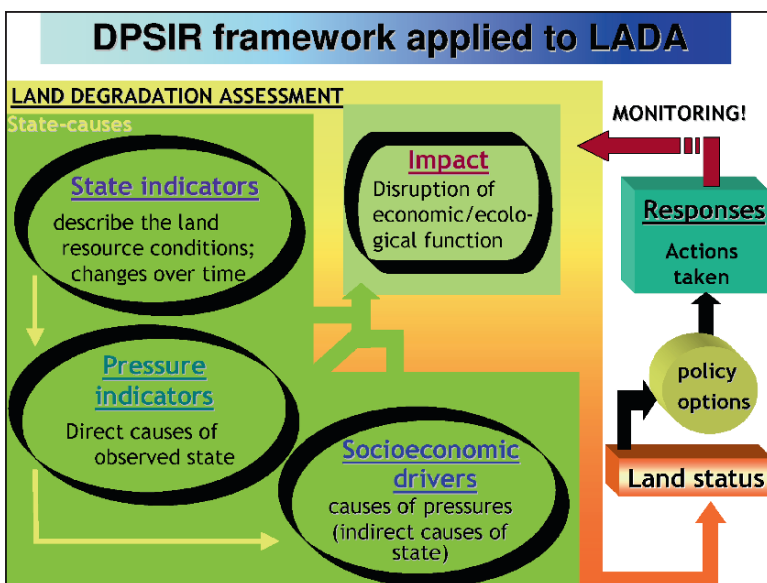 DPSIR framework applied to LADA
LAND DEGRADATION ASSESSMENT
State-causes
State indicators
describe the land
resource conditions;
changes over time
Pressure
indicators
Direct causes of
observed state
Socioeconomic
drivers
causes of pressures
(indirect causes of
state)
Impact
Disruption of
economic/ecolo-
gical function
MONITORING!
Responses
Actions
taken
policy
options
Land status